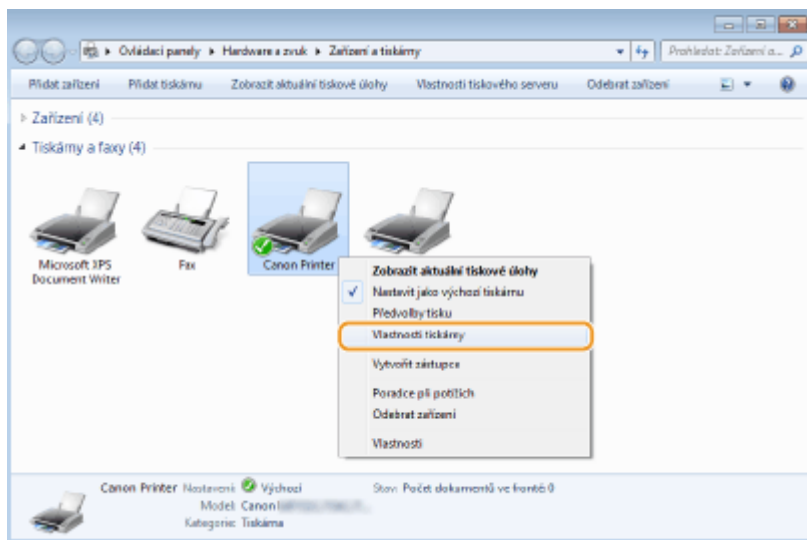 Ovládací panely ▸ Hardware a zvuk ▸ Zařízení a tiskárny
Prohledat: Zařízení a...
Přidat zařízení Přidat tiskárnu Zobrazit aktuální tiskové úlohy Vlastnosti tiskového serveru Odebrat zařízení
Zařízení (4)
Tiskárny a faxy (4)
Microsoft XPS Document Writer
Fax
Canon Printer
Zobrazit aktuální tiskové úlohy
Nastavit jako výchozí tiskárnu
Předvolby tisku
Vlastnosti tiskárny
Vytvořit zástupce
Poradce při potížích
Odebrat zařízení
Vlastnosti
Canon Printer Nastavení: Výchozí Stav: Počet dokumentů ve frontě: 0
Model: Canon
Kategorie: Tiskárna